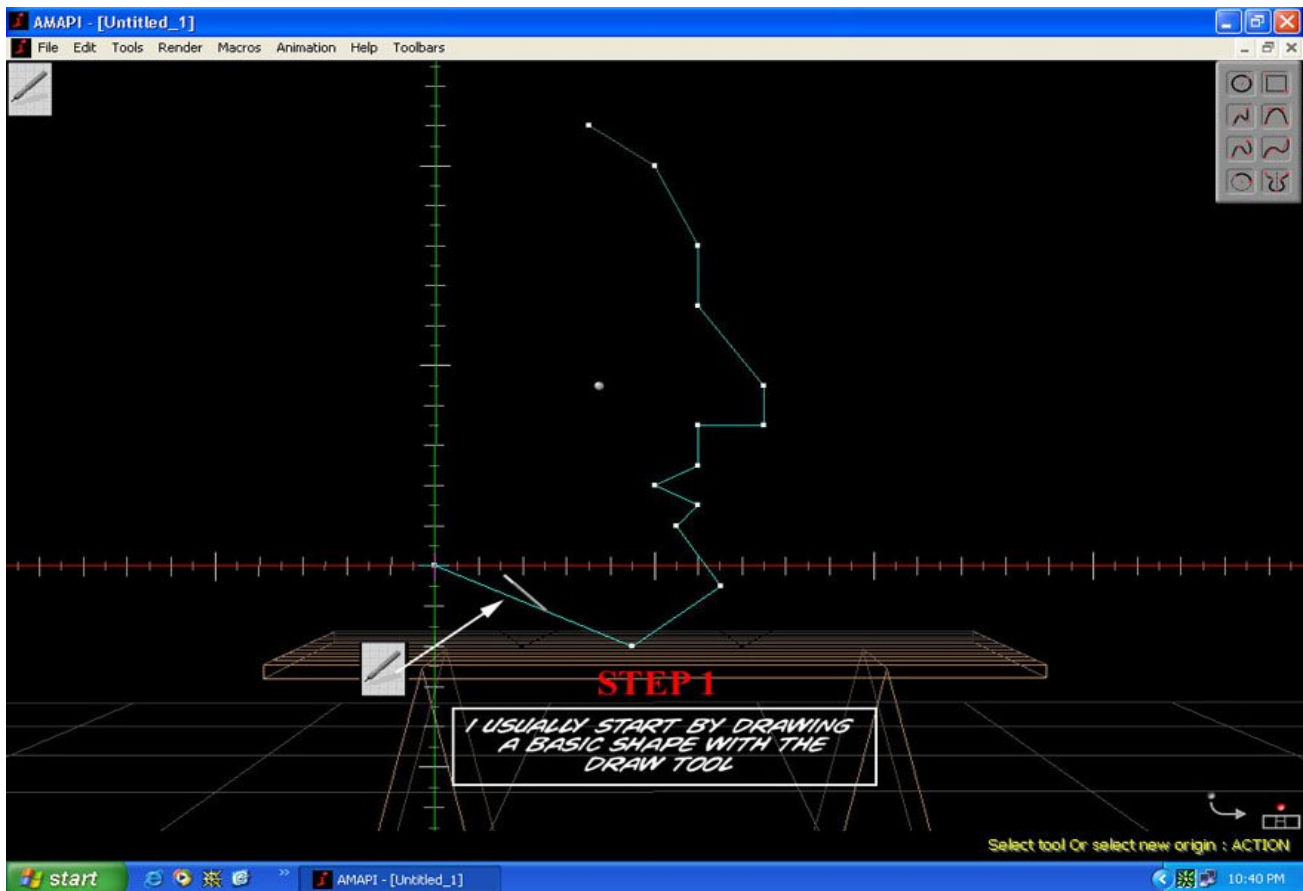 AMAPI - [Untitled_1]
File Edit Tools Render Macros Animation Help Toolbars
STEP 1
I USUALLY START BY DRAWING
A BASIC SHAPE WITH THE
DRAW TOOL
Select tool Or select new origin : ACTION
start
AMAPI - [Untitled_1]
10:40 PM